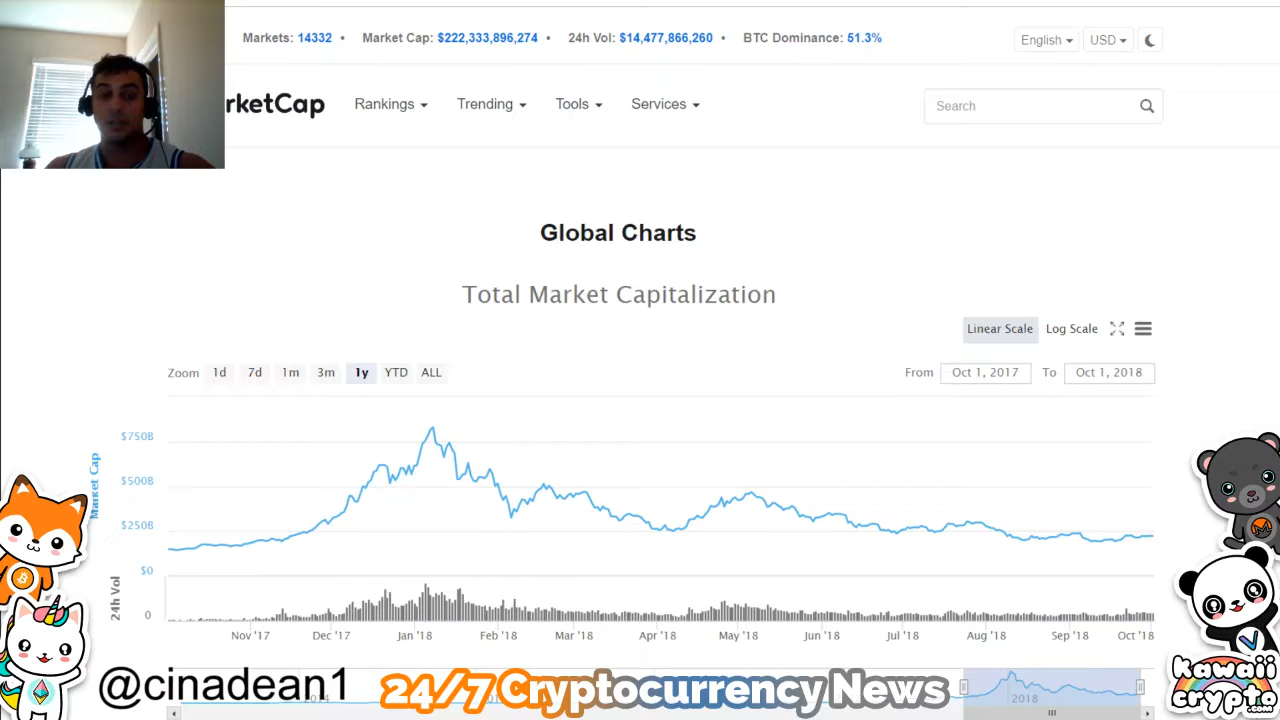 Markets: 14332 • Market Cap: $222,333,896,274 • 24h Vol: $14,477,866,260 • BTC Dominance: 51.3% English USD
rketCap Rankings Trending Tools Services Search
Global Charts
Total Market Capitalization
Linear Scale Log Scale
Zoom 1d 7d 1m 3m 1y YTD ALL From Oct 1, 2017 To Oct 1, 2018
Market Cap
$750B
$500B
$250B
$0
24h Vol
0
Nov '17 Dec '17 Jan '18 Feb '18 Mar '18 Apr '18 May '18 Jun '18 Jul '18 Aug '18 Sep '18 Oct '18
2014 2018
@cinadean1
24/7 Cryptocurrency News
kawaii
crypto
.com